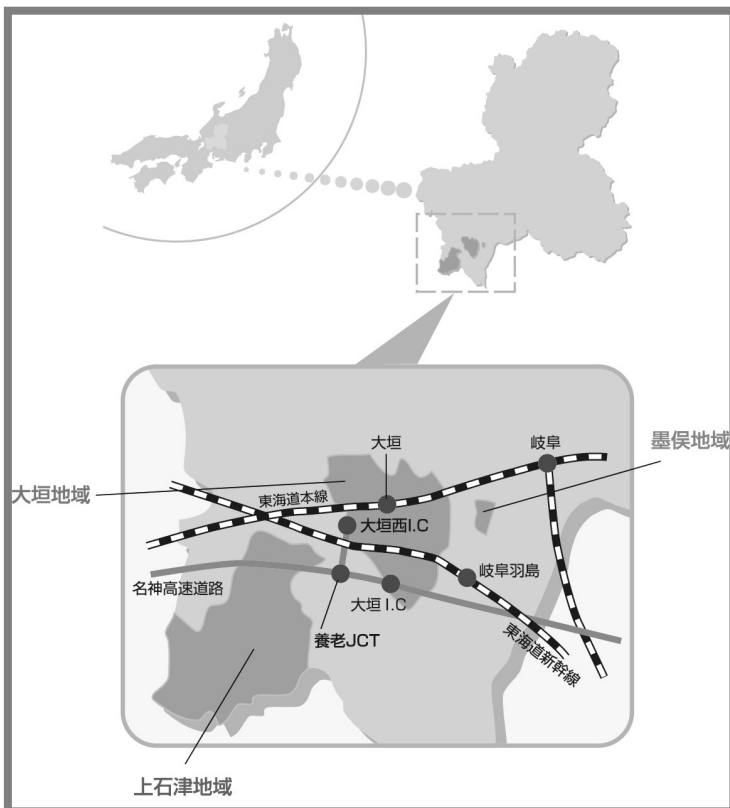 大垣
岐阜
墨俣地域
大垣地域
東海道本線
大垣西I.C
名神高速道路
大垣 I.C
岐阜羽島
養老JCT
東海道新幹線
上石津地域